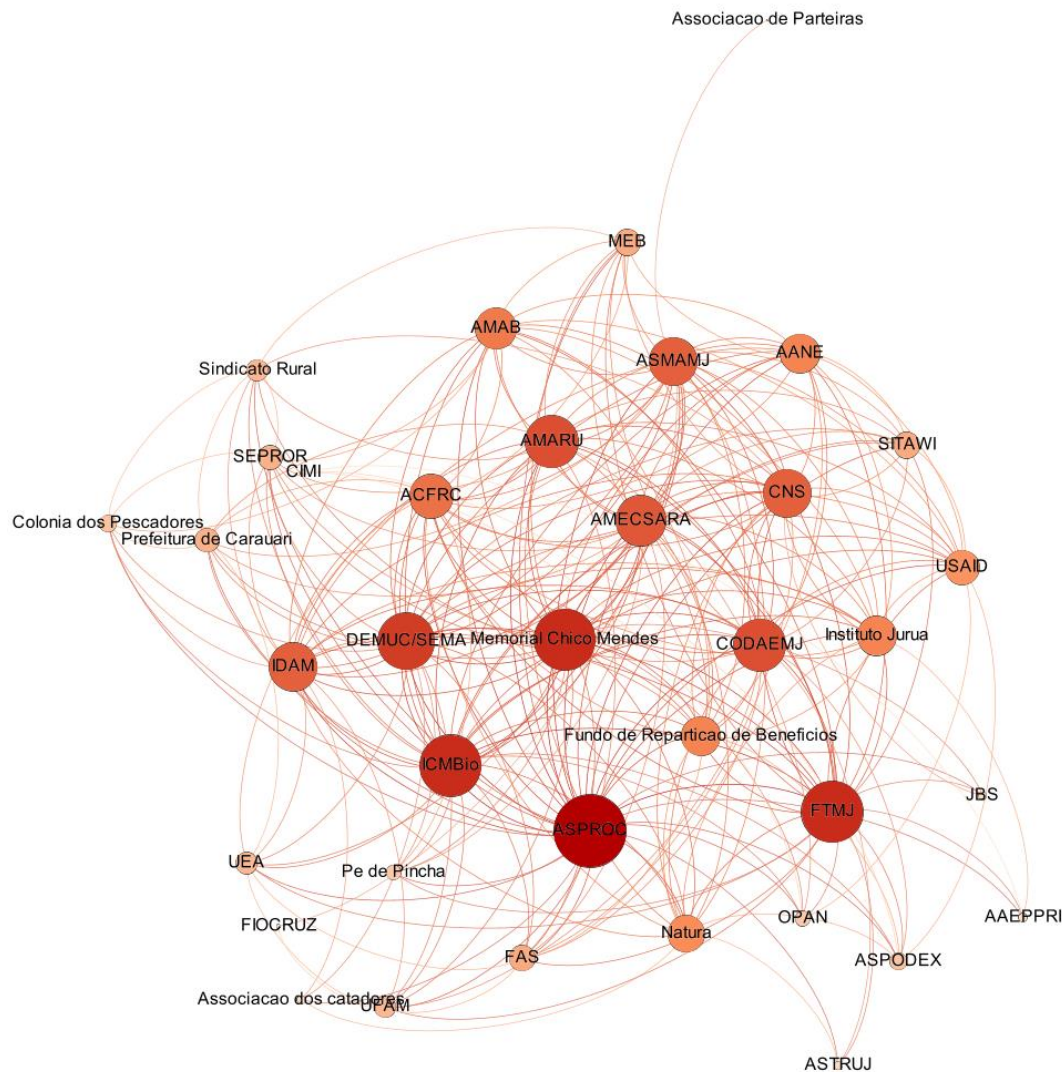 Associacao de Parteiras
MEB
AMAB
ASMAMJ
AANE
Sindicato Rural
AMARU
SITAWI
SEPROR
CIMI
ACFRC
CNS
AMECSARA
Colonia dos Pescadores
Prefeitura de Carauari
USAID
DEMUC/SEMA
Memorial Chico Mendes
CODAEMJ
Instituto Jurua
IDAM
Fundo de Reparticao de Beneficios
ICMBio
JBS
FTMJ
ASPROC
UEA
Pe de Pincha
FIOCRUZ
OPAN
AAEPPRI
Natura
FAS
ASPODEX
Associacao dos catadores
UFAM
ASTRUJ